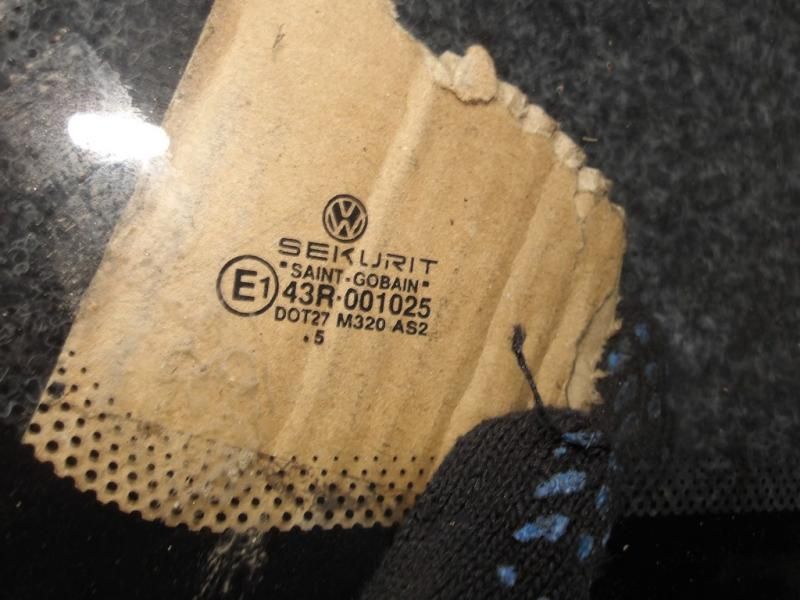 SEKURIT
"SAINT-GOBAIN"
E1
43R·001025
DOT27 M320 AS2
.5